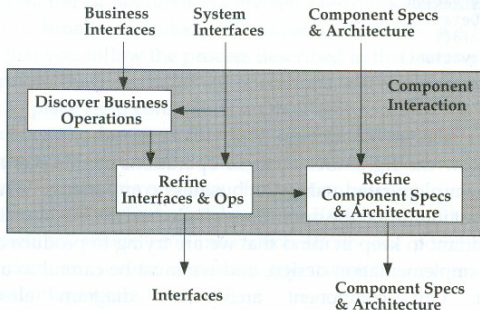 Business
Interfaces
System
Interfaces
Component Specs
& Architecture
Component
Interaction
Discover Business
Operations
Refine
Interfaces & Ops
Refine
Component Specs
& Architecture
Interfaces
Component Specs
& Architecture